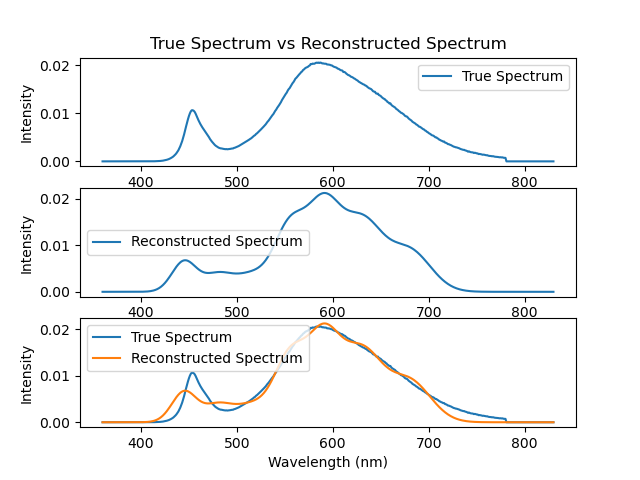 True Spectrum vs Reconstructed Spectrum
0.02
0.01
0.00
Intensity
True Spectrum
400 500 600 700 800
0.02
0.01
0.00
Intensity
Reconstructed Spectrum
400 500 600 700 800
0.02
0.01
0.00
Intensity
True Spectrum
Reconstructed Spectrum
400 500 600 700 800
Wavelength (nm)